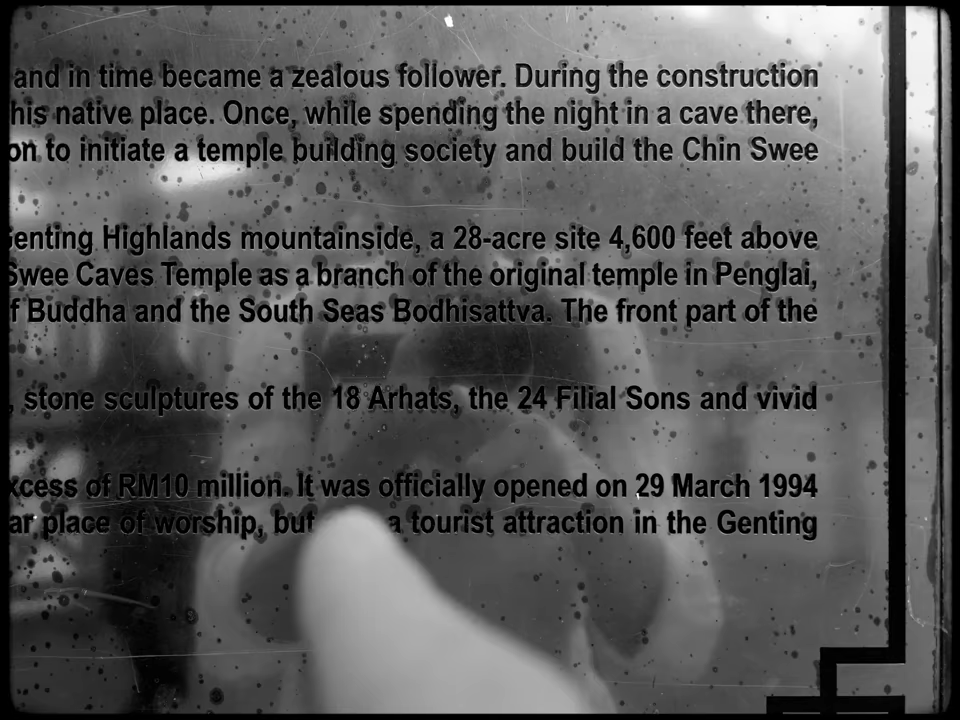 and in time became a zealous follower. During the construction
his native place. Once, while spending the night in a cave there,
on to initiate a temple building society and build the Chin Swee
Genting Highlands mountainside, a 28-acre site 4,600 feet above
Swee Caves Temple as a branch of the original temple in Penglai,
f Buddha and the South Seas Bodhisattva. The front part of the
, stone sculptures of the 18 Arhats, the 24 Filial Sons and vivid
xcess of RM10 million. It was officially opened on 29 March 1994
ar place of worship, but a tourist attraction in the Genting